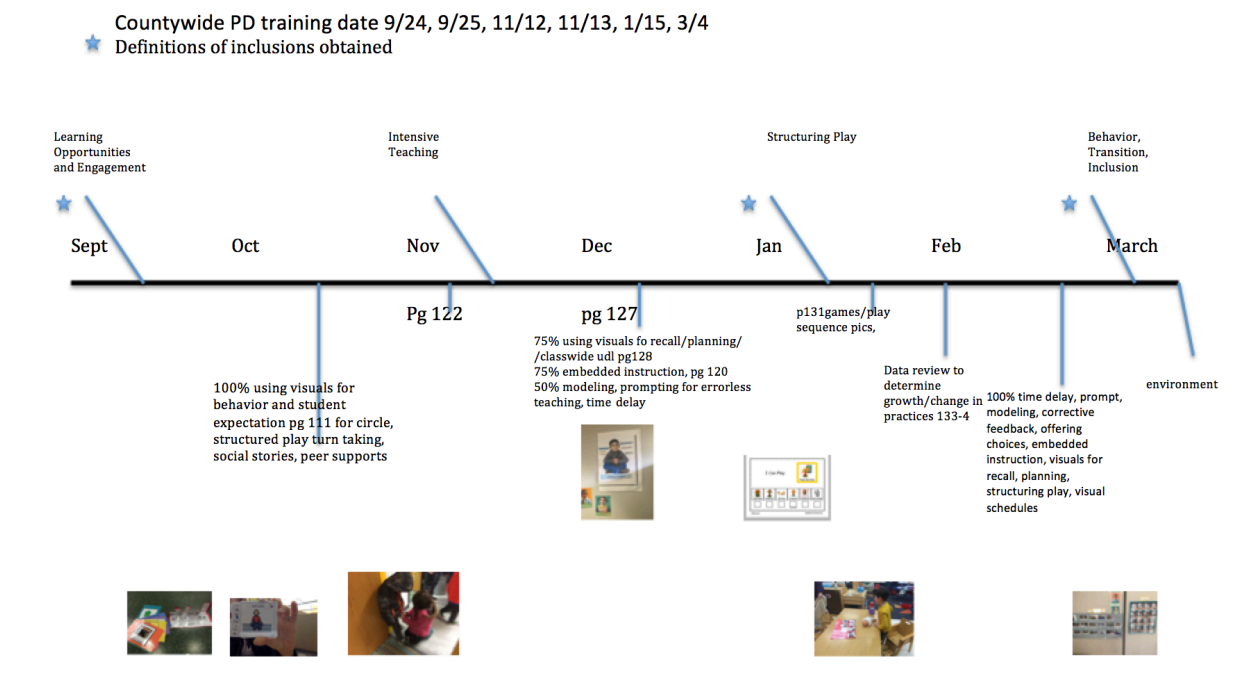 Countywide PD training date 9/24, 9/25, 11/12, 11/13, 1/15, 3/4
Definitions of inclusions obtained
Learning
Opportunities
and Engagement
Intensive
Teaching
Structuring Play
Behavior,
Transition,
Inclusion
Sept
Oct
Nov
Dec
Jan
Feb
March
Pg 122
pg 127
p131games/play
sequence pics,
75% using visuals fo recall/planning/
/classwide udl pg128
75% embedded instruction, pg 120
50% modeling, prompting for errorless
teaching, time delay
100% using visuals for
behavior and student
expectation pg 111 for circle,
structured play turn taking,
social stories, peer supports
Data review to
determine
growth/change in
practices 133-4
100% time delay, prompt,
modeling, corrective
feedback, offering
choices, embedded
instruction, visuals for
recall, planning,
structuring play, visual
schedules
environment
I Can Play